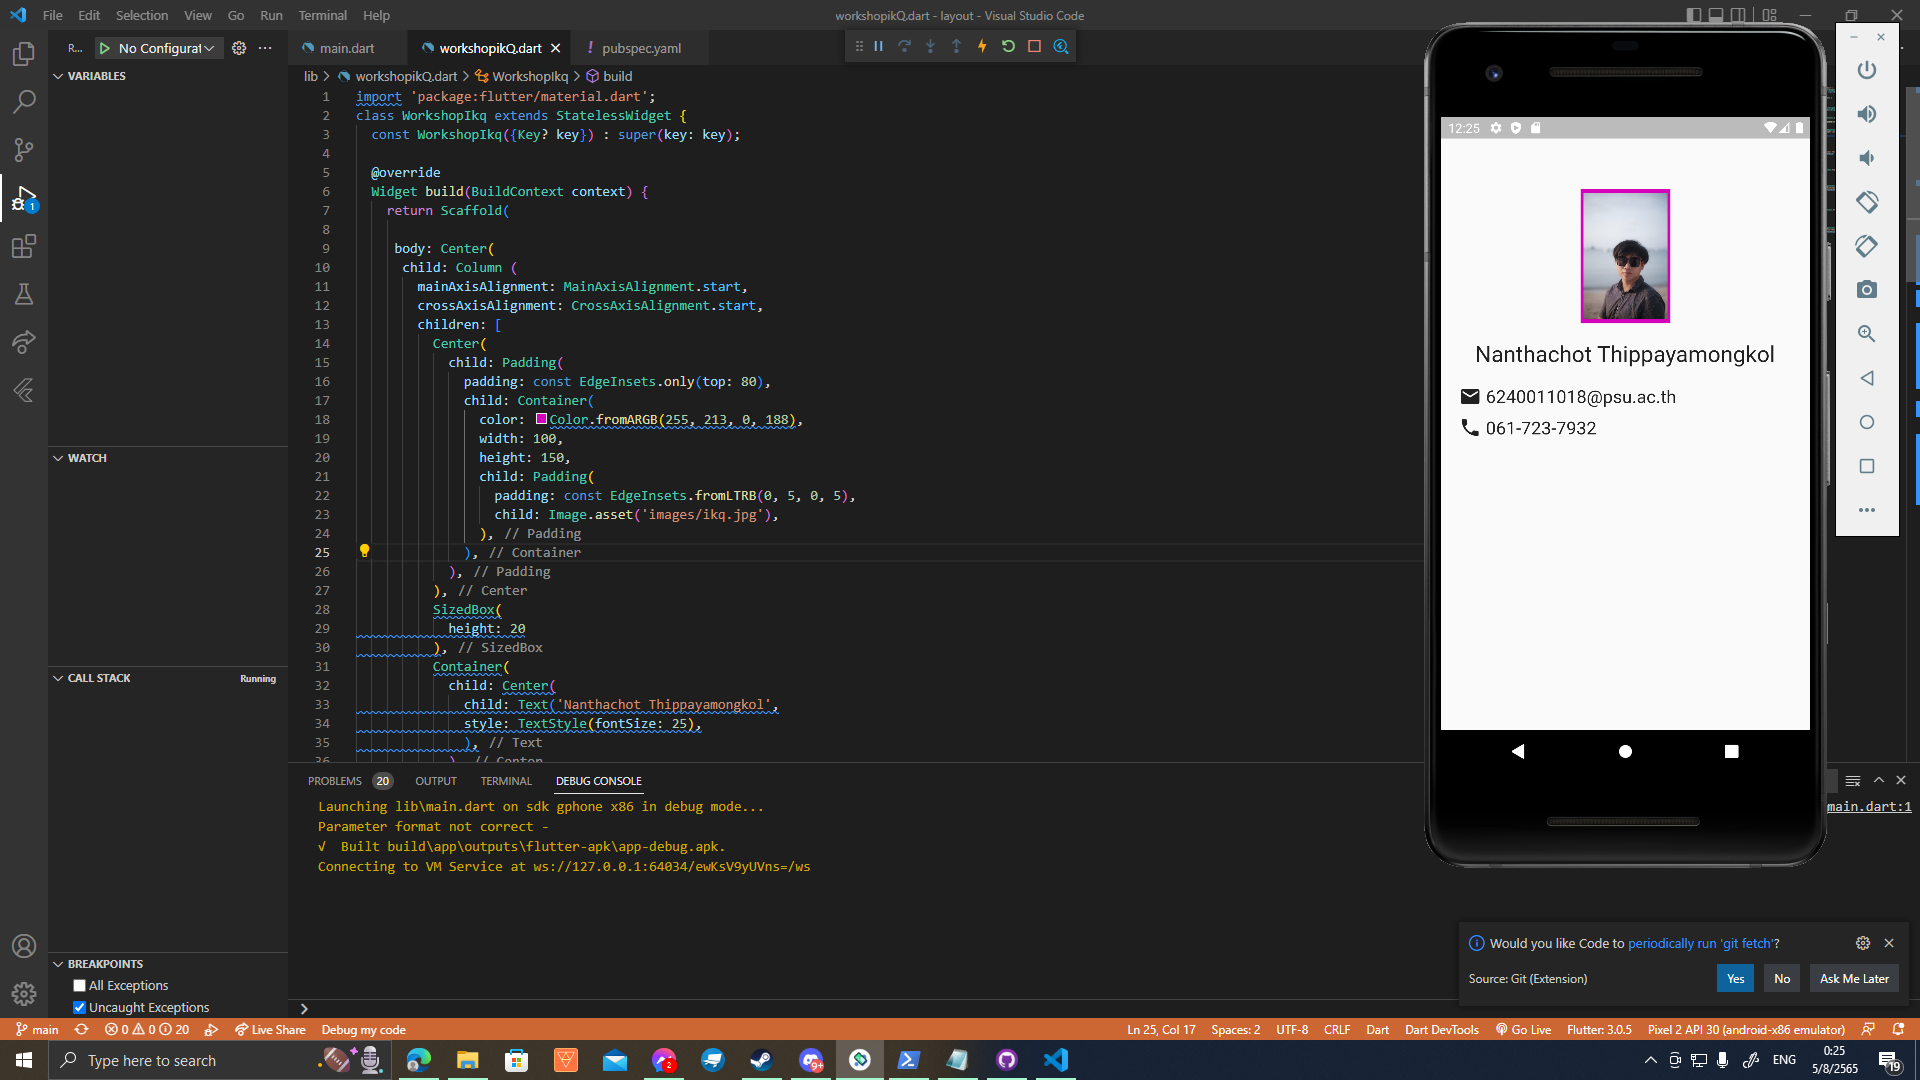 File Edit Selection View Go Run Terminal Help
workshopikQ.dart - layout - Visual Studio Code
R... No Configurat
main.dart workshopikQ.dart pubspec.yaml
lib > workshopikQ.dart > WorkshopIkq > build
VARIABLES
WATCH
CALL STACK Running
BREAKPOINTS
All Exceptions
Uncaught Exceptions
1 import 'package:flutter/material.dart';
2 class WorkshopIkq extends StatelessWidget {
3 const WorkshopIkq({Key? key}) : super(key: key);
4
5 @override
6 Widget build(BuildContext context) {
7 return Scaffold(
8
9 body: Center(
10 child: Column (
11 mainAxisAlignment: MainAxisAlignment.start,
12 crossAxisAlignment: CrossAxisAlignment.start,
13 children: [
14 Center(
15 child: Padding(
16 padding: const EdgeInsets.only(top: 80),
17 child: Container(
18 color: Color.fromARGB(255, 213, 0, 188),
19 width: 100,
20 height: 150,
21 child: Padding(
22 padding: const EdgeInsets.fromLTRB(0, 5, 0, 5),
23 child: Image.asset('images/ikq.jpg'),
24 ), // Padding
25 ), // Container
26 ), // Padding
27 ), // Center
28 SizedBox(
29 height: 20
30 ), // SizedBox
31 Container(
32 child: Center(
33 child: Text('Nanthachot Thippayamongkol',
34 style: TextStyle(fontSize: 25),
35 ), // Text
36 ), // Center
PROBLEMS 20 OUTPUT TERMINAL DEBUG CONSOLE
Launching lib\main.dart on sdk gphone x86 in debug mode...
main.dart:1
Parameter format not correct -
√ Built build\app\outputs\flutter-apk\app-debug.apk.
Connecting to VM Service at ws://127.0.0.1:64034/ewKsV9yUVns=/ws
12:25
Nanthachot Thippayamongkol
6240011018@psu.ac.th
061-723-7932
Would you like Code to periodically run 'git fetch'?
Source: Git (Extension)
Yes No Ask Me Later
main 0 0 20 Live Share Debug my code
Ln 25, Col 17 Spaces: 2 UTF-8 CRLF Dart Dart DevTools Go Live Flutter: 3.0.5 Pixel 2 API 30 (android-x86 emulator)
Type here to search
ENG
0:25
5/8/2565
19